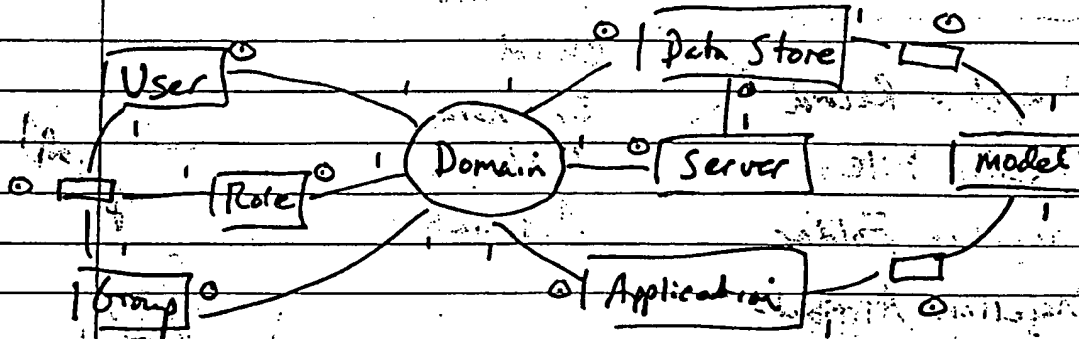 User
Data Store
Domain
Server
Model
Role
Group
Application